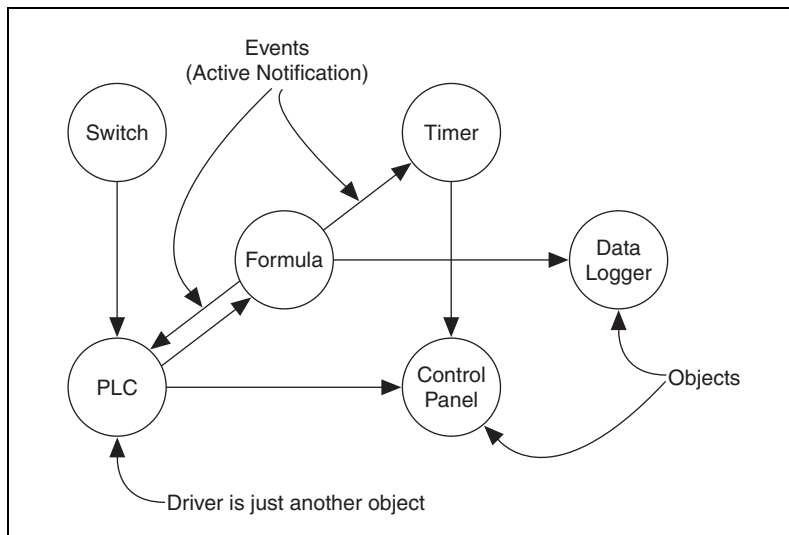 Events
(Active Notification)
Switch
Timer
Formula
Data
Logger
PLC
Control
Panel
Objects
Driver is just another object